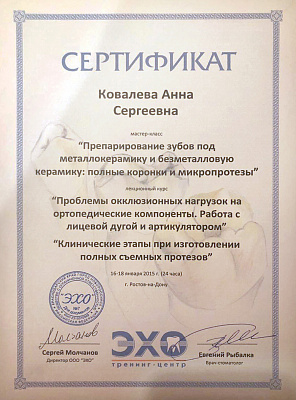 СЕРТИФИКАТ
Ковалева Анна
Сергеевна
мастер-класс
“Препарирование зубов под
металлокерамику и безметалловую
керамику: полные коронки и микропротезы”
лекционный курс
“Проблемы окклюзионных нагрузок на
ортопедические компоненты. Работа с
лицевой дугой и артикулятором”
“Клинические этапы при изготовлении
полных съемных протезов”
16-18 января 2015 г. (24 часа)
г. Ростов-на-Дону
"ЭХО"
Сергей Молчанов
Директор ООО "ЭХО"
ЭХО
тренинг-центр
Евгений Рыбалка
Врач-стоматолог